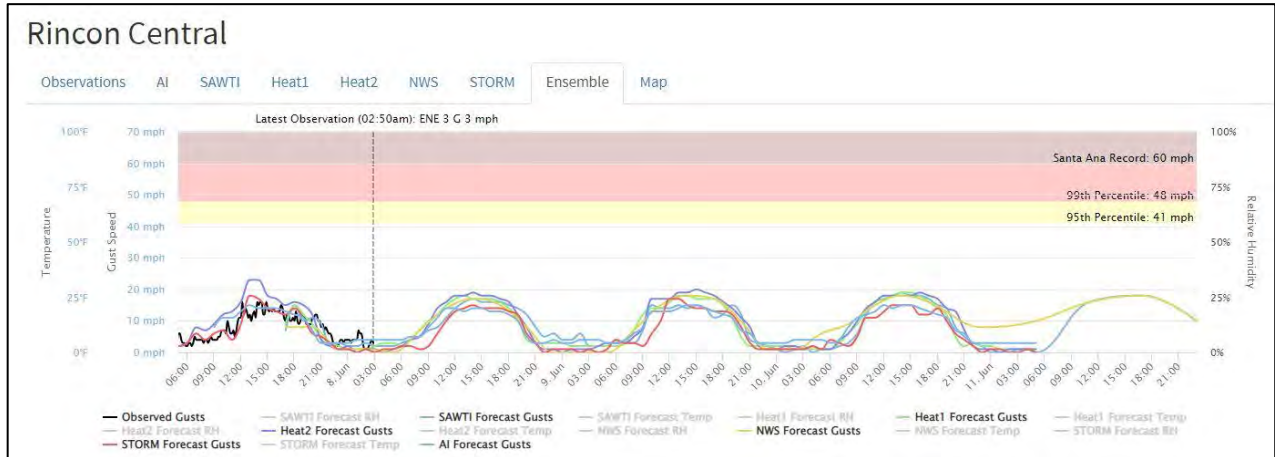 Rincon Central
Observations AI SAWTI Heat1 Heat2 NWS STORM Ensemble Map
Latest Observation (02:50am): ENE 3 G 3 mph
100°F 70 mph 100%
60 mph Santa Ana Record: 60 mph
75°F 50 mph 99th Percentile: 48 mph 75%
40 mph 95th Percentile: 41 mph
Temperature Gust Speed Relative Humidity
50°F 30 mph 50%
25°F 20 mph 25%
10 mph
0°F 0 mph 0%
06:00 09:00 12:00 15:00 18:00 21:00 8. Jun 03:00 06:00 09:00 12:00 15:00 18:00 21:00 9. Jun 03:00 06:00 09:00 12:00 15:00 18:00 21:00 10. Jun 03:00 06:00 09:00 12:00 15:00 18:00 21:00 11. Jun 03:00 06:00 09:00 12:00 15:00 18:00 21:00
Observed Gusts SAWTI Forecast RH SAWTI Forecast Gusts SAWTI Forecast Temp Heat1 Forecast RH Heat1 Forecast Gusts Heat1 Forecast Temp
Heat2 Forecast RH Heat2 Forecast Gusts Heat2 Forecast Temp NWS Forecast RH NWS Forecast Gusts NWS Forecast Temp STORM Forecast RH
STORM Forecast Gusts STORM Forecast Temp AI Forecast Gusts